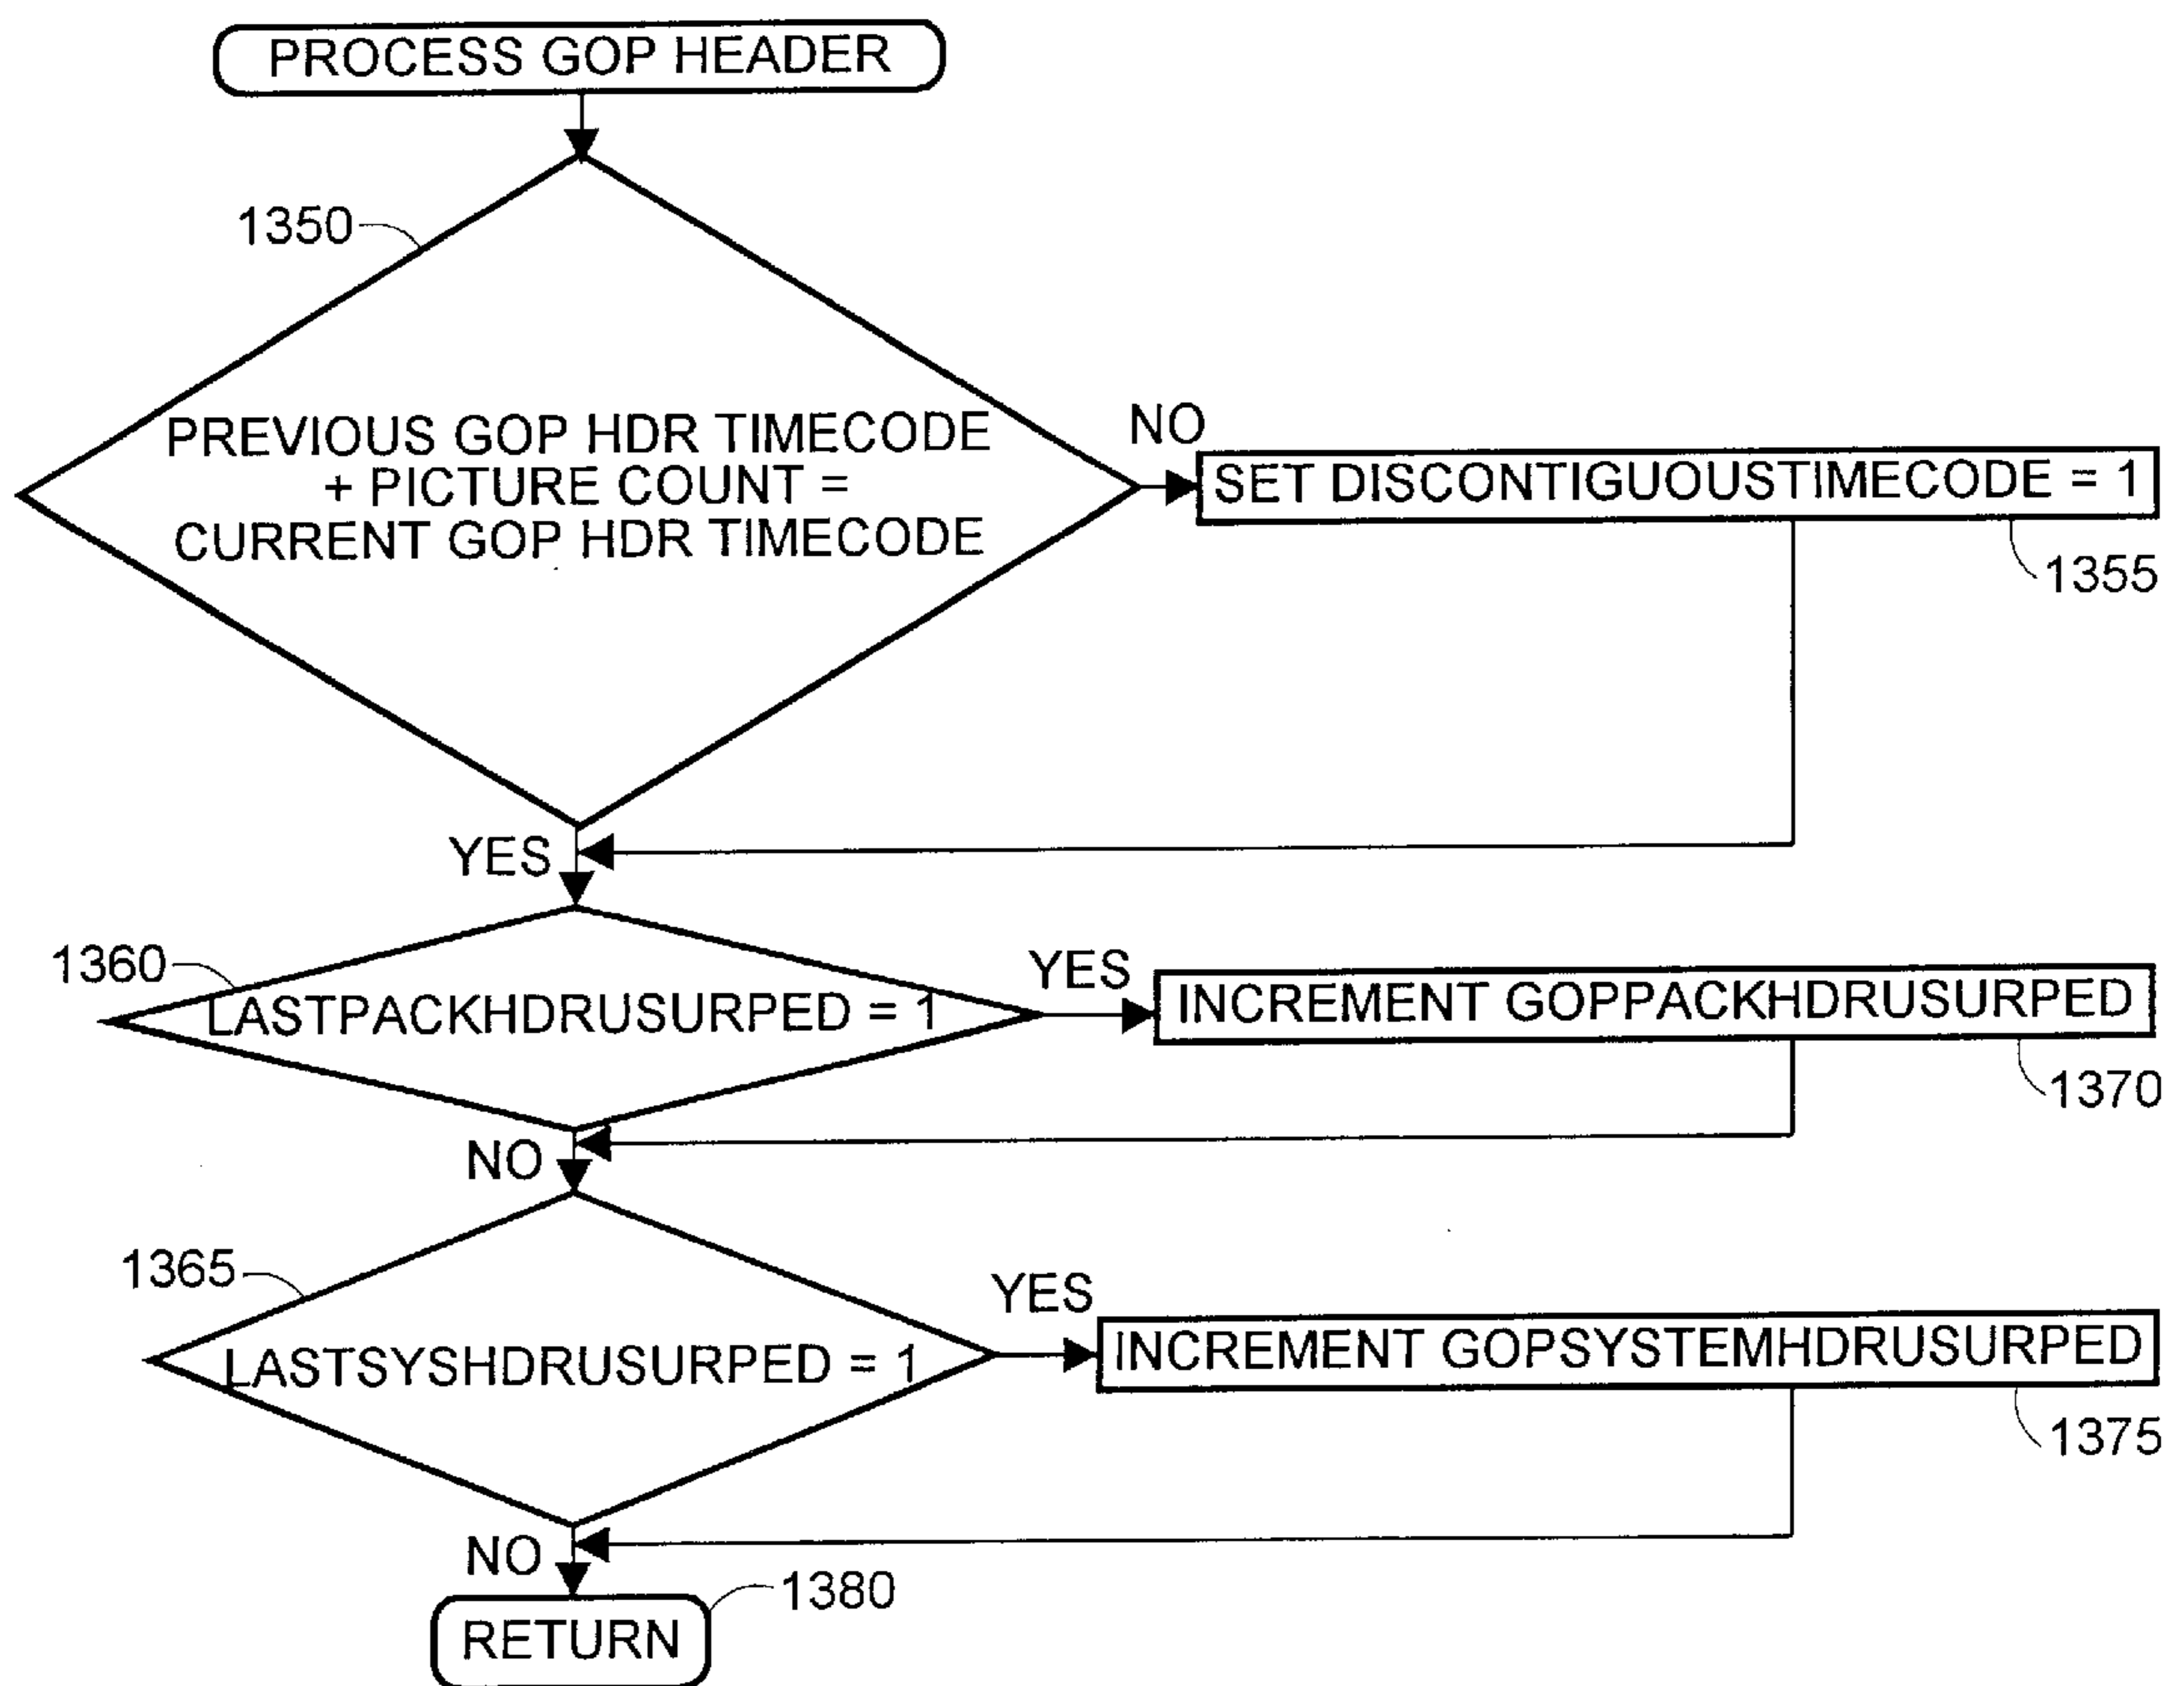 PROCESS GOP HEADER
1350
PREVIOUS GOP HDR TIMECODE
+ PICTURE COUNT =
CURRENT GOP HDR TIMECODE
NO
SET DISCONTIGUOUSTIMECODE = 1
1355
YES
1360
LASTPACKHDRUSURPED = 1
YES
INCREMENT GOPPACKHDRUSURPED
1370
NO
1365
LASTSYSHDRUSURPED = 1
YES
INCREMENT GOPSYSTEMHDRUSURPED
1375
NO
1380
RETURN